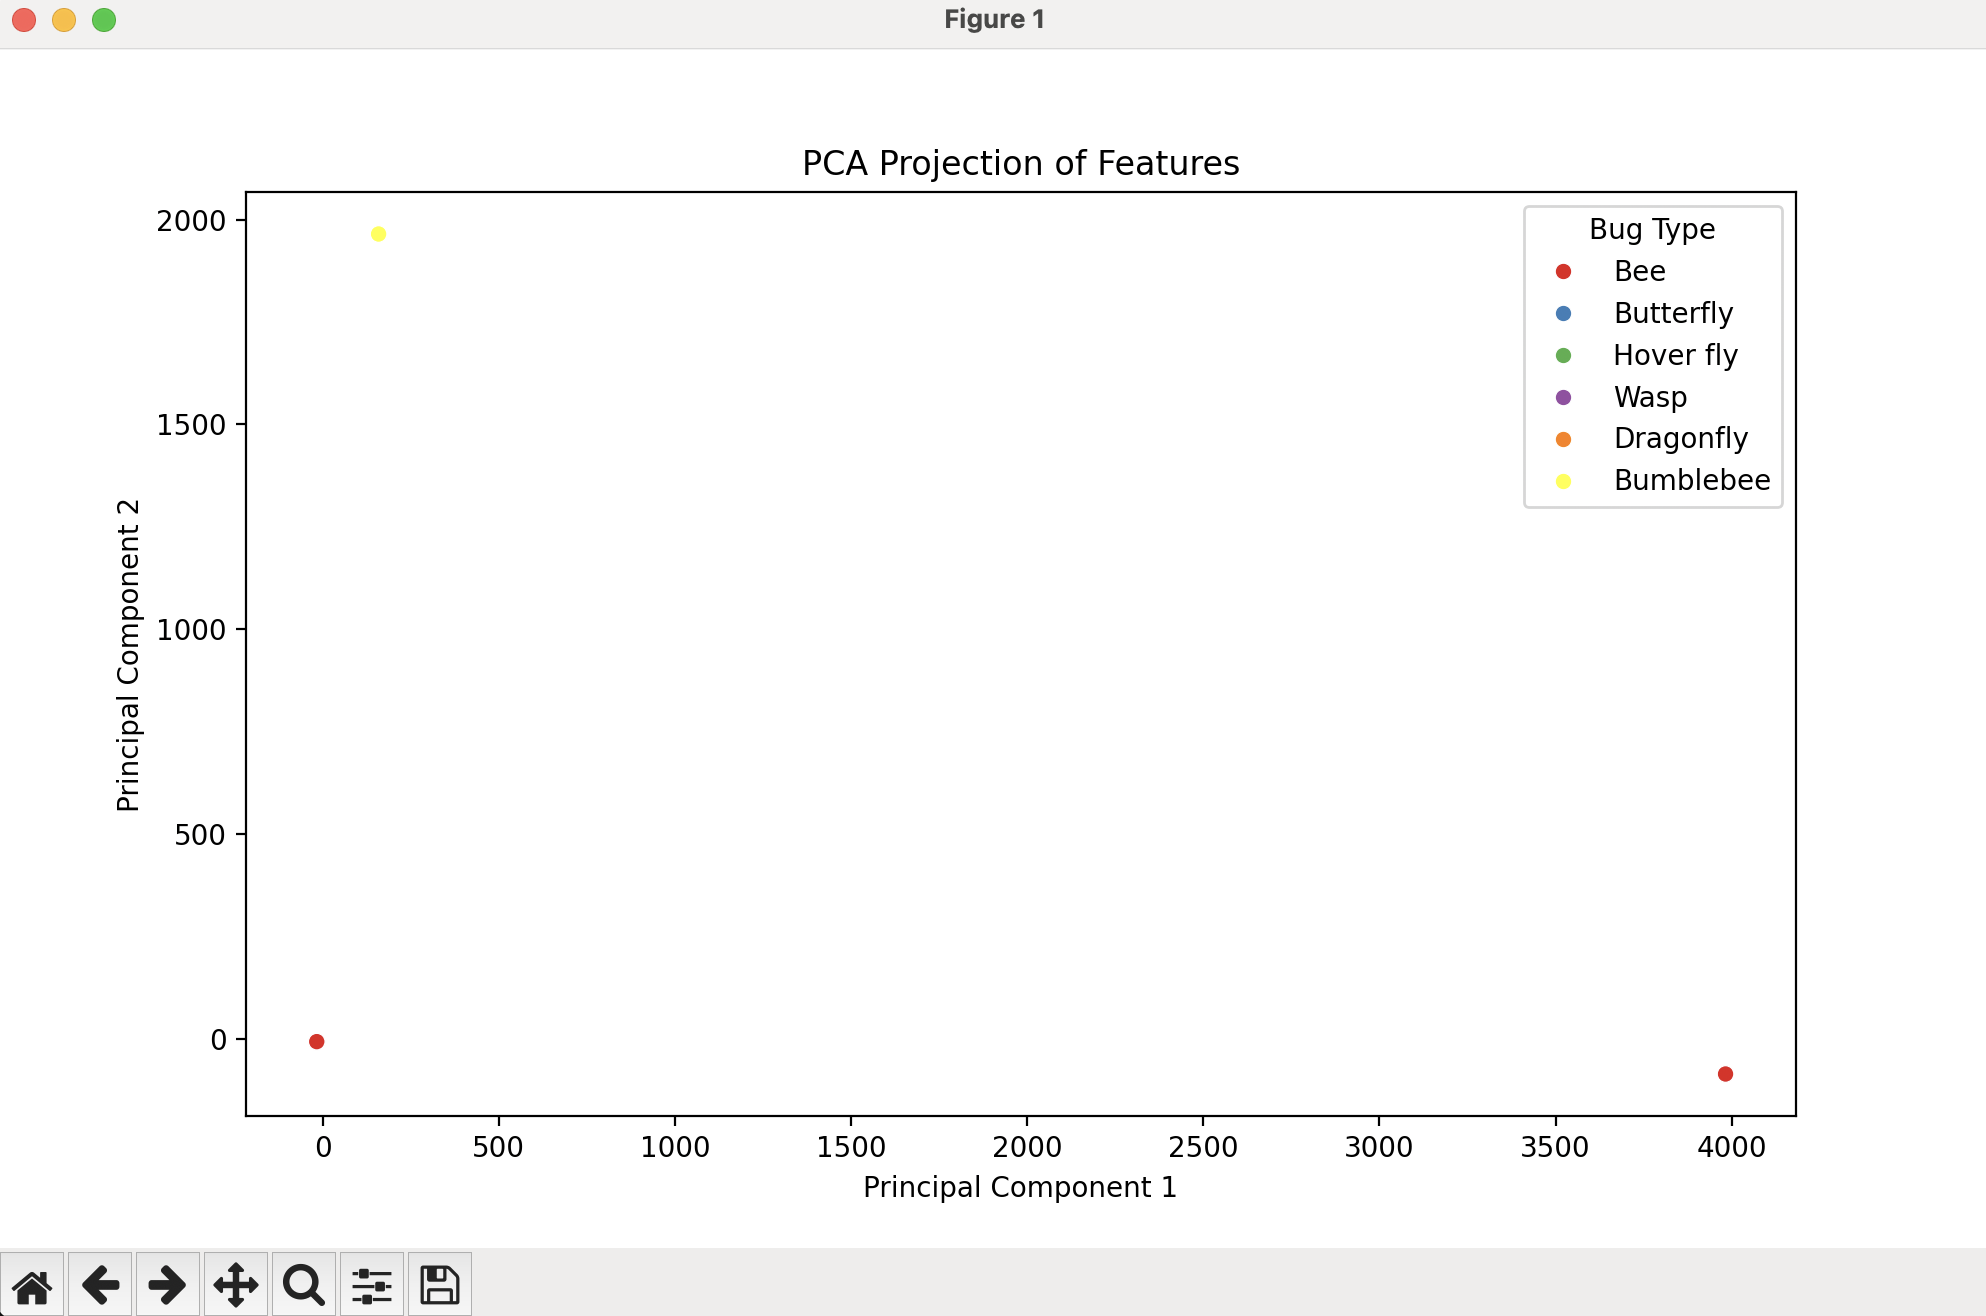 Figure 1
PCA Projection of Features
2000
1500
1000
500
0
Principal Component 2
Bug Type
Bee
Butterfly
Hover fly
Wasp
Dragonfly
Bumblebee
0 500 1000 1500 2000 2500 3000 3500 4000
Principal Component 1